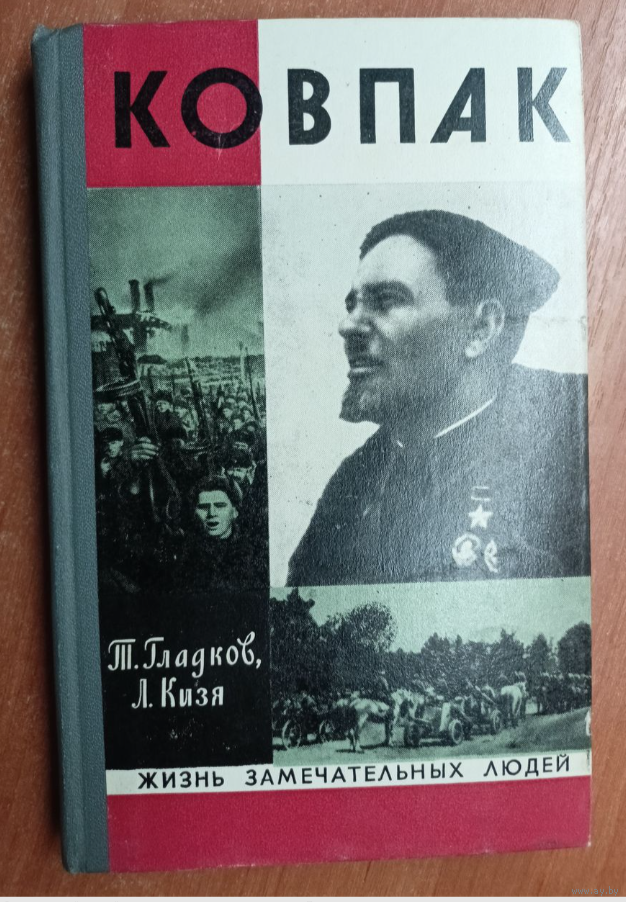 КОВПАК
Т. Гладков,
Л. Кизя
ЖИЗНЬ ЗАМЕЧАТЕЛЬНЫХ ЛЮДЕЙ